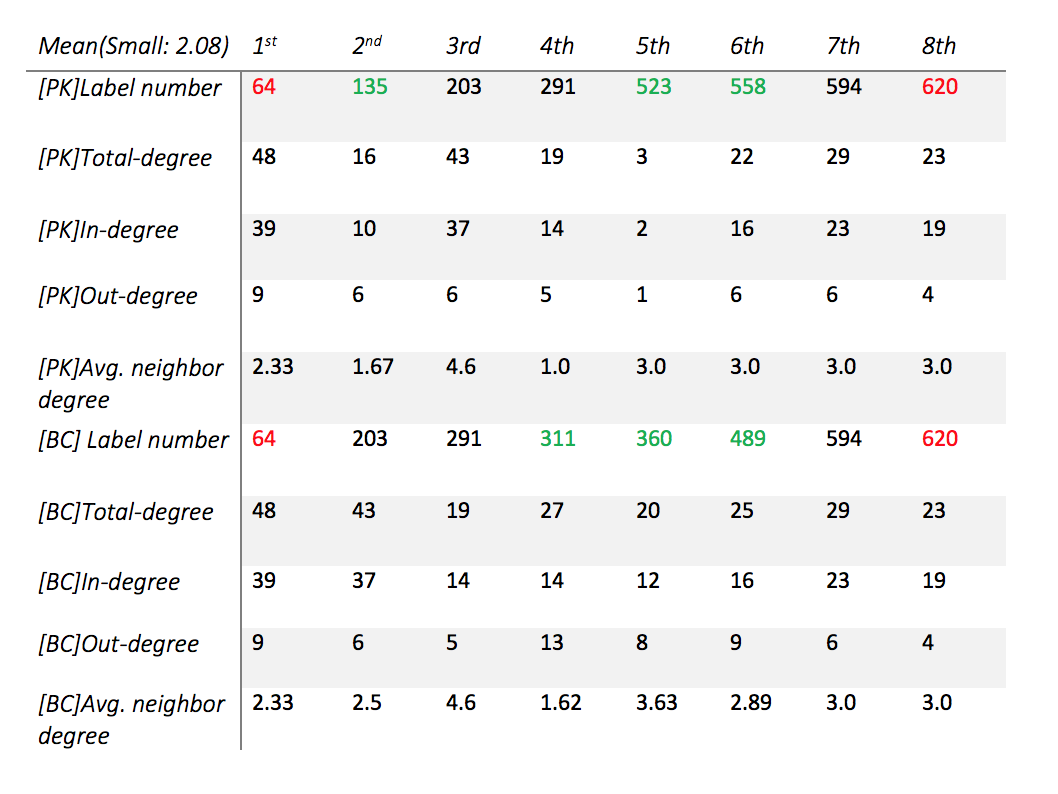 Mean(Small: 2.08) 1st 2nd 3rd 4th 5th 6th 7th 8th
[PK]Label number 64 135 203 291 523 558 594 620
[PK]Total-degree 48 16 43 19 3 22 29 23
[PK]In-degree 39 10 37 14 2 16 23 19
[PK]Out-degree 9 6 6 5 1 6 6 4
[PK]Avg. neighbor 2.33 1.67 4.6 1.0 3.0 3.0 3.0 3.0
degree
[BC] Label number 64 203 291 311 360 489 594 620
[BC]Total-degree 48 43 19 27 20 25 29 23
[BC]In-degree 39 37 14 14 12 16 23 19
[BC]Out-degree 9 6 5 13 8 9 6 4
[BC]Avg. neighbor 2.33 2.5 4.6 1.62 3.63 2.89 3.0 3.0
degree